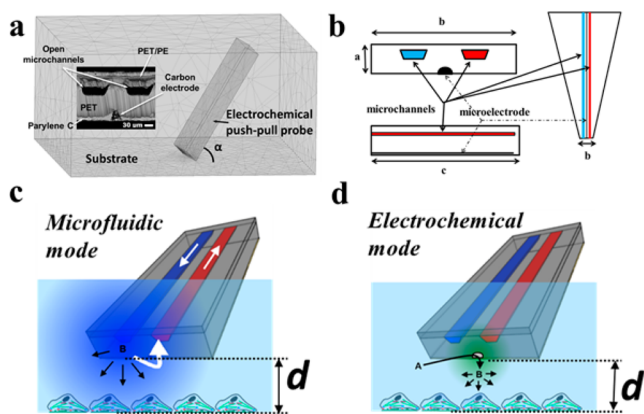 a
PET/PE
Open
microchannels
Carbon
electrode
PET
Parylene C
30 µm
Electrochemical
push-pull probe
α
Substrate
b
b
a
microchannels
microelectrode
b
c
c
Microfluidic
mode
B
d
d
Electrochemical
mode
A
B
d